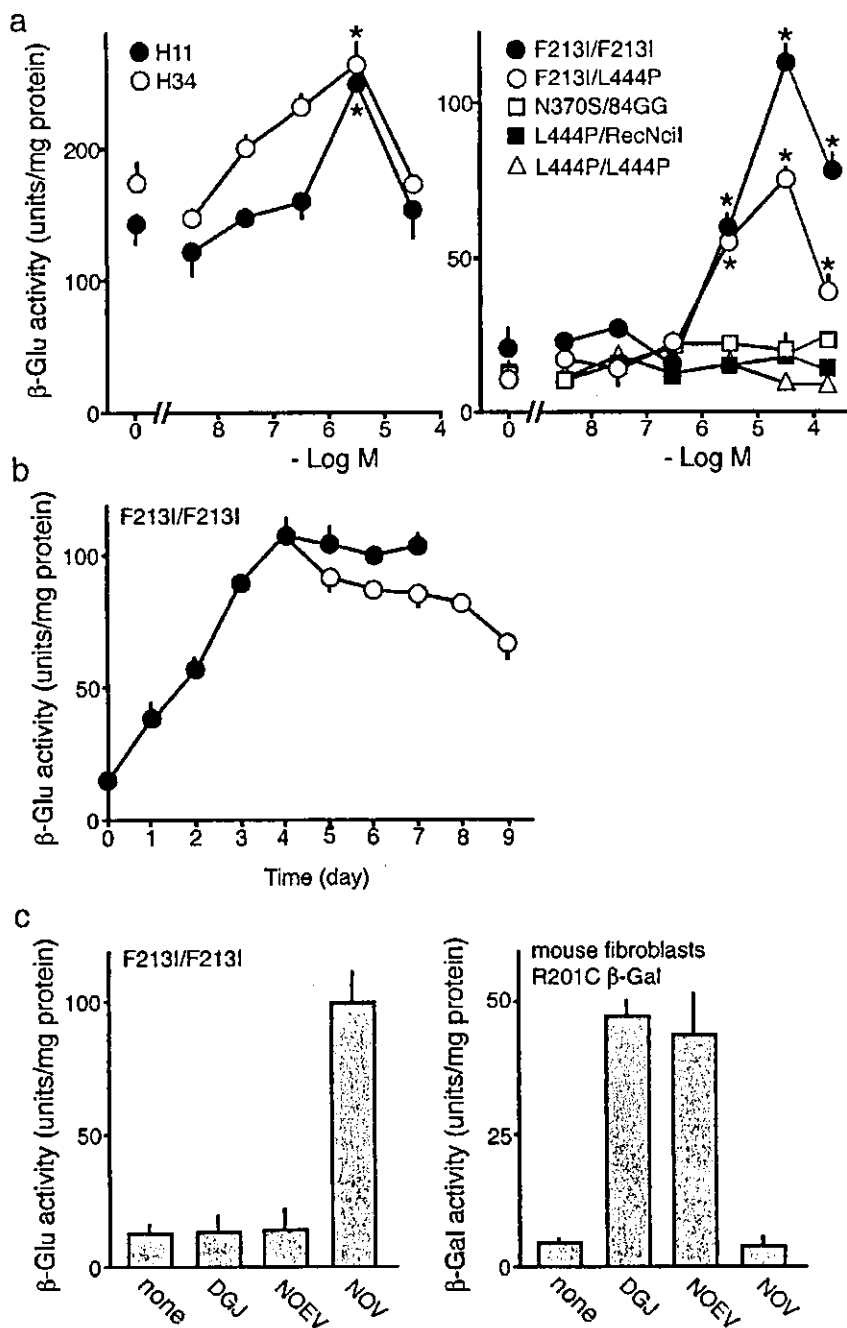 a
H11
H34
β-Glu activity (units/mg protein)
200
100
0
0 8 7 6 5 4
- Log M
* *
F213I/F213I
F213I/L444P
N370S/84GG
L444P/RecNciI
L444P/L444P
100
50
0
0 8 7 6 5 4
- Log M
* * * * * *
b
F213I/F213I
β-Glu activity (units/mg protein)
100
50
0
0 1 2 3 4 5 6 7 8 9
Time (day)
c
F213I/F213I
β-Glu activity (units/mg protein)
100
50
0
none DGJ NOEV NOV
mouse fibroblasts
R201C β-Gal
β-Gal activity (units/mg protein)
50
25
0
none DGJ NOEV NOV